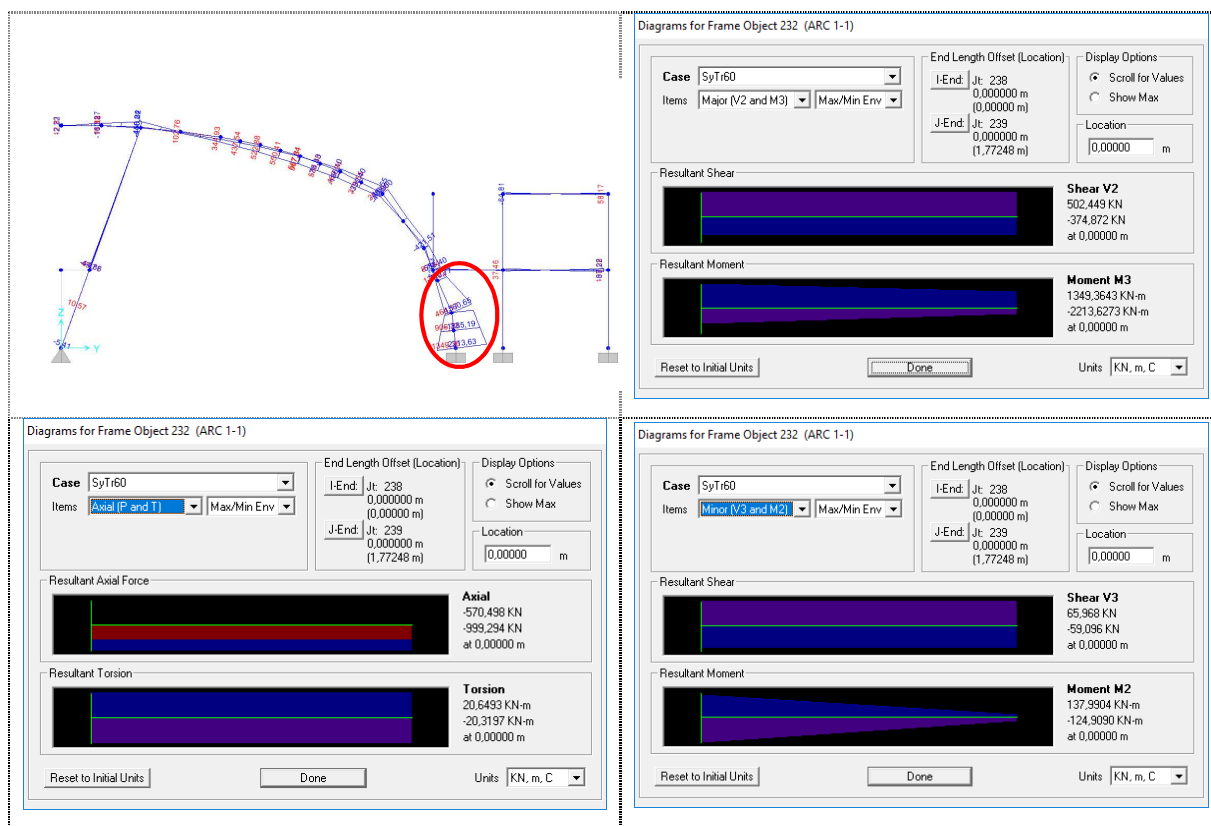 Z
Y
10,57
-5,41
102,76
58,17
37,46
Diagrams for Frame Object 232 (ARC 1-1)
Case SyTr60
Items Major (V2 and M3) Max/Min Env
End Length Offset (Location)
I-End: Jt: 238
0,000000 m
(0,00000 m)
J-End: Jt: 239
0,000000 m
(1,77248 m)
Display Options
Scroll for Values
Show Max
Location
0,00000 m
Resultant Shear
Shear V2
502,449 KN
-374,872 KN
at 0,00000 m
Resultant Moment
Moment M3
1349,3643 KN-m
-2213,6273 KN-m
at 0,00000 m
Reset to Initial Units
Done
Units KN, m, C
Diagrams for Frame Object 232 (ARC 1-1)
Case SyTr60
Items Axial (P and T) Max/Min Env
End Length Offset (Location)
I-End: Jt: 238
0,000000 m
(0,00000 m)
J-End: Jt: 239
0,000000 m
(1,77248 m)
Display Options
Scroll for Values
Show Max
Location
0,00000 m
Resultant Axial Force
Axial
-570,498 KN
-999,294 KN
at 0,00000 m
Resultant Torsion
Torsion
20,6493 KN-m
-20,3197 KN-m
at 0,00000 m
Reset to Initial Units
Done
Units KN, m, C
Diagrams for Frame Object 232 (ARC 1-1)
Case SyTr60
Items Minor (V3 and M2) Max/Min Env
End Length Offset (Location)
I-End: Jt: 238
0,000000 m
(0,00000 m)
J-End: Jt: 239
0,000000 m
(1,77248 m)
Display Options
Scroll for Values
Show Max
Location
0,00000 m
Resultant Shear
Shear V3
65,968 KN
-59,096 KN
at 0,00000 m
Resultant Moment
Moment M2
137,9904 KN-m
-124,9090 KN-m
at 0,00000 m
Reset to Initial Units
Done
Units KN, m, C